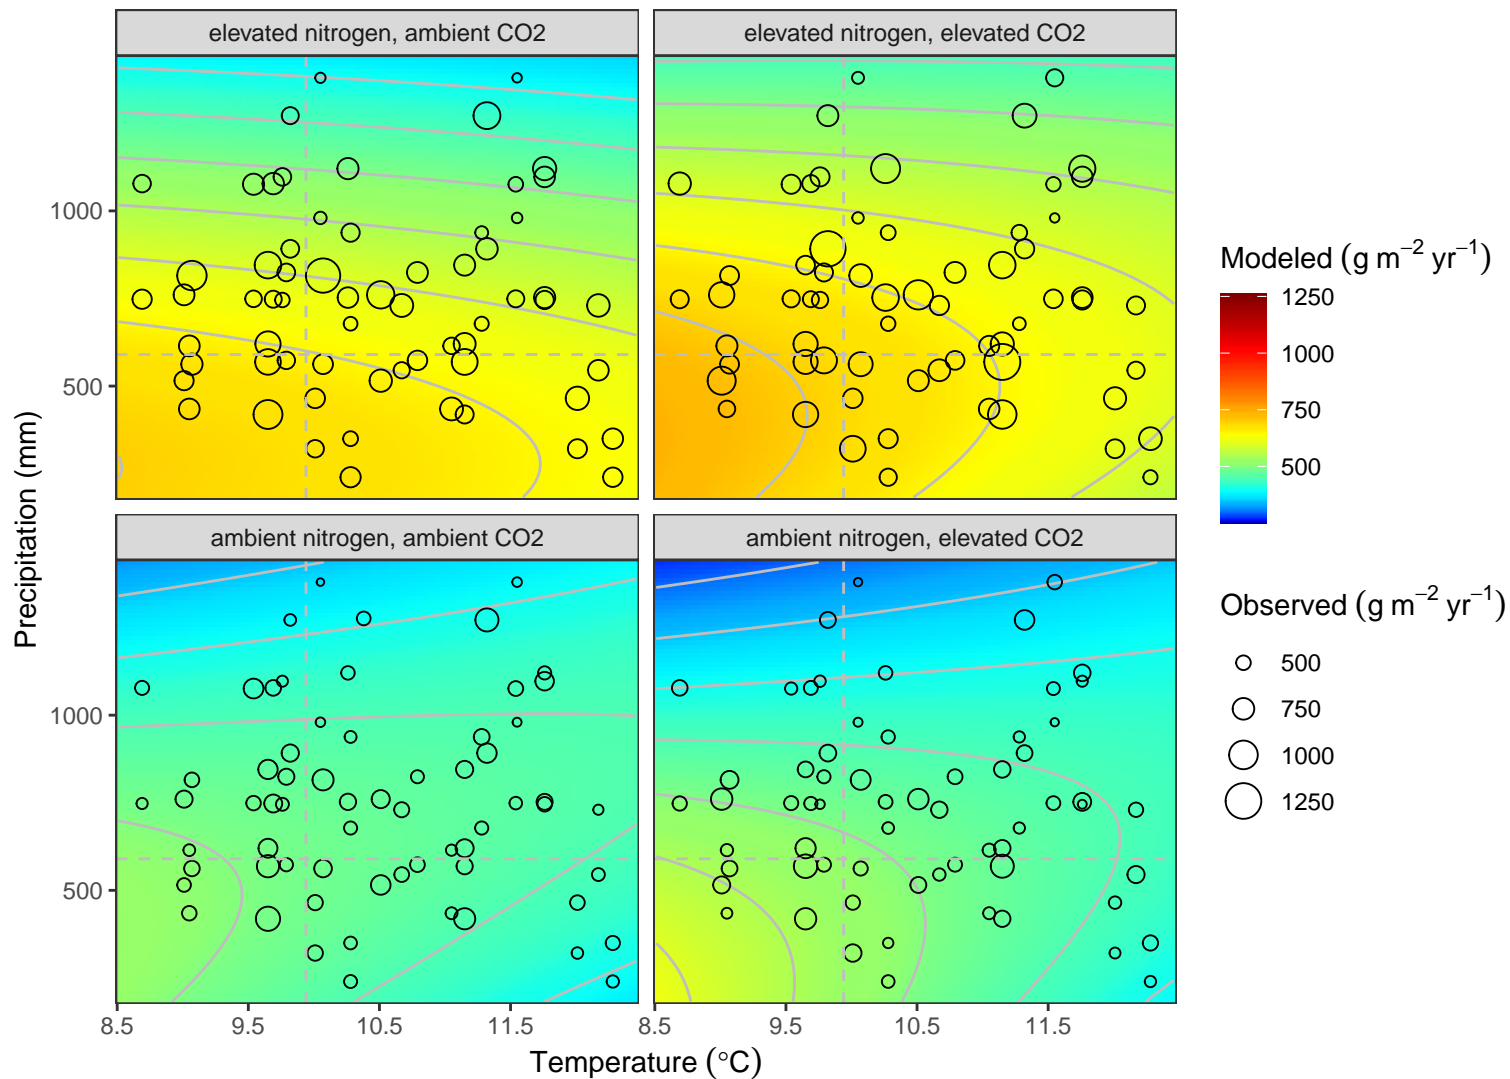 elevated nitrogen, ambient CO2
elevated nitrogen, elevated CO2
1000
500
ambient nitrogen, ambient CO2
ambient nitrogen, elevated CO2
1000
500
8.5 9.5 10.5 11.5
8.5 9.5 10.5 11.5
Temperature (°C)
Precipitation (mm)
Modeled (g m⁻² yr⁻¹)
1250
1000
750
500
Observed (g m⁻² yr⁻¹)
500
750
1000
1250